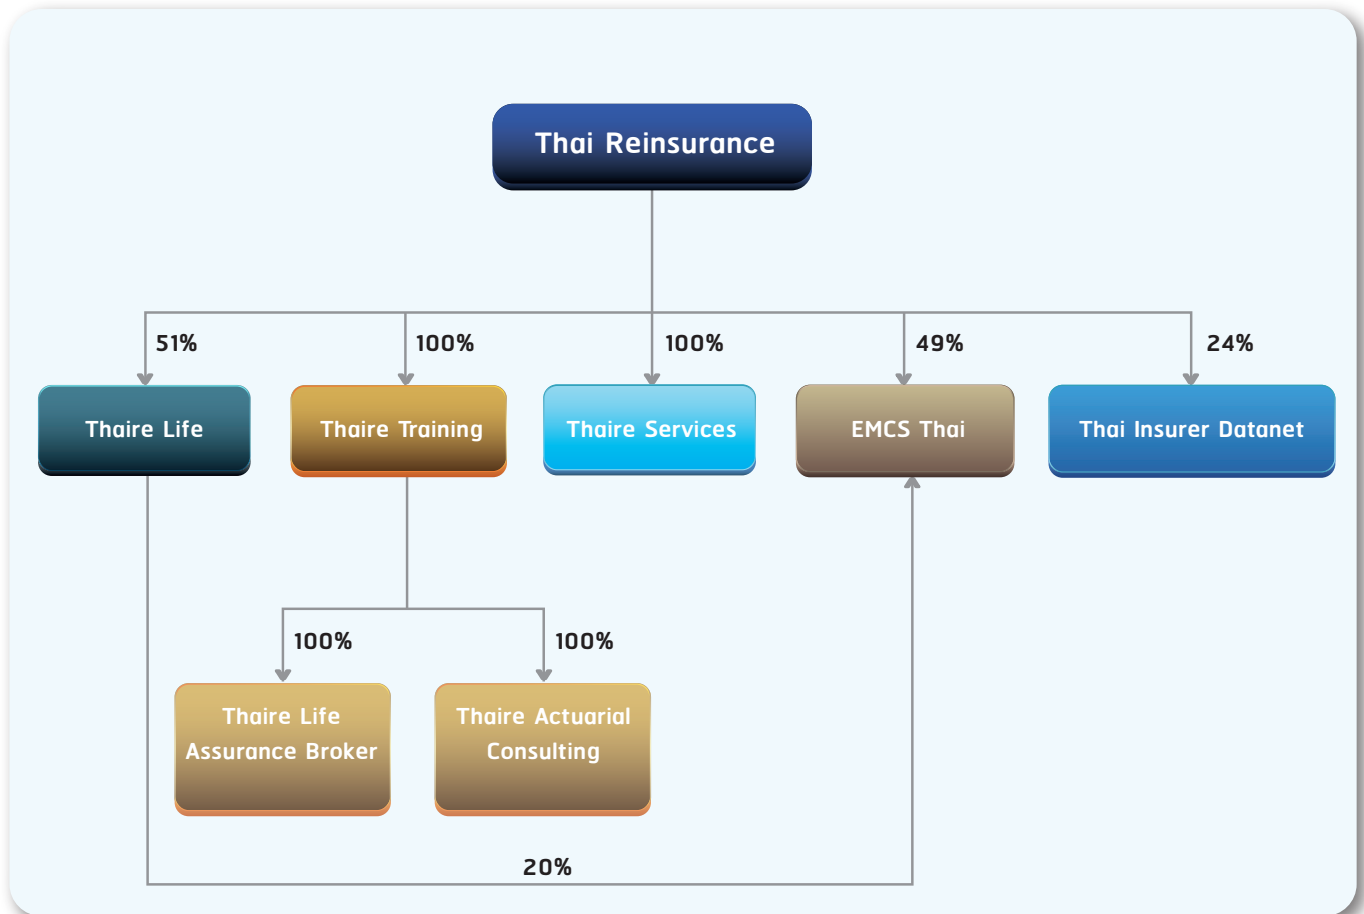 Thai Reinsurance
51%
100%
100%
49%
24%
Thaire Life
Thaire Training
Thaire Services
EMCS Thai
Thai Insurer Datanet
100%
100%
Thaire Life
Assurance Broker
Thaire Actuarial
Consulting
20%